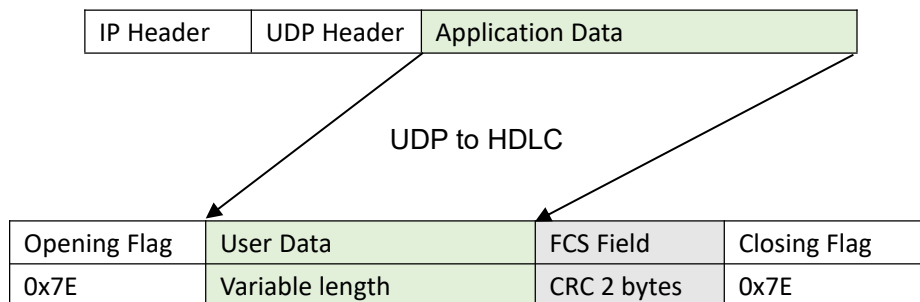 IP Header UDP Header Application Data
UDP to HDLC
Opening Flag User Data FCS Field Closing Flag
0x7E Variable length CRC 2 bytes 0x7E